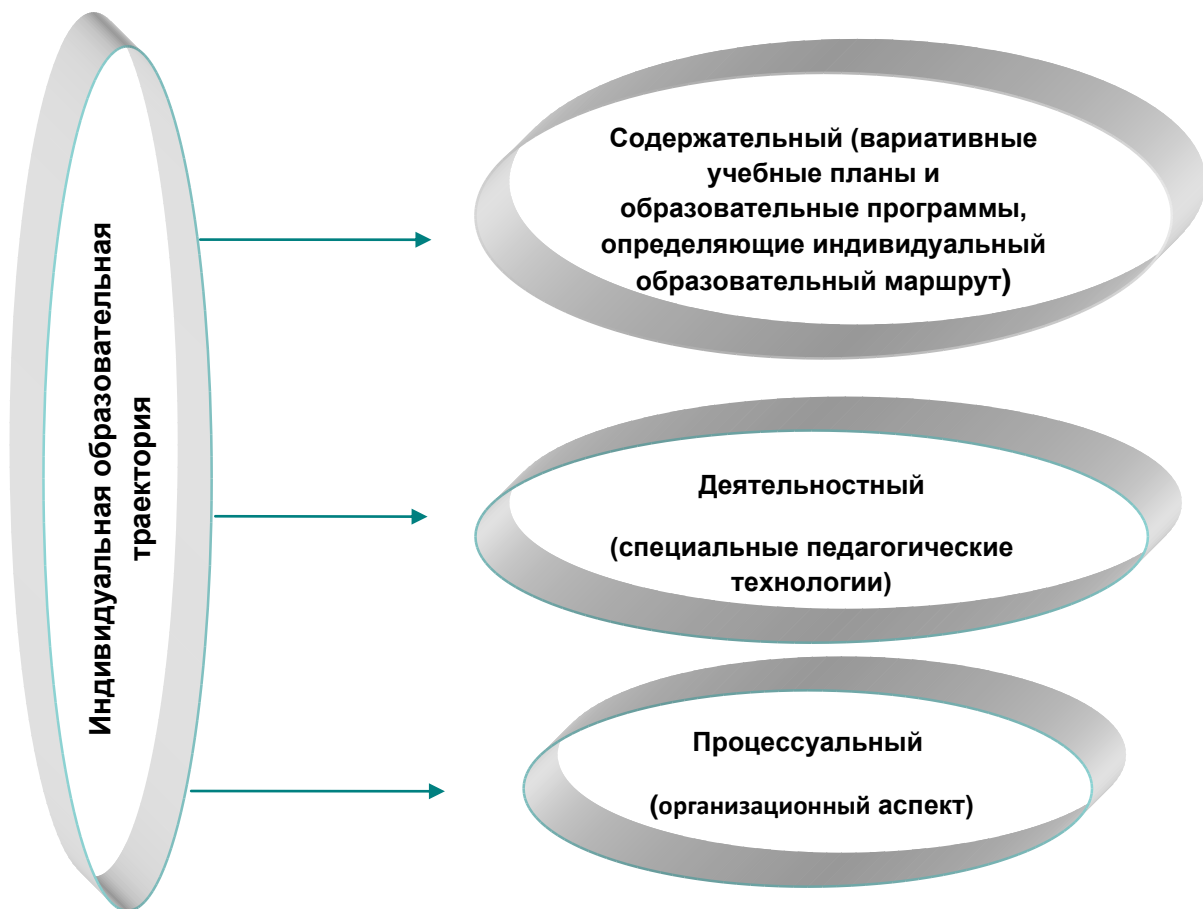 Индивидуальная образовательная
траектория
Содержательный (вариативные
учебные планы и
образовательные программы,
определяющие индивидуальный
образовательный маршрут)
Деятельностный
(специальные педагогические
технологии)
Процессуальный
(организационный аспект)